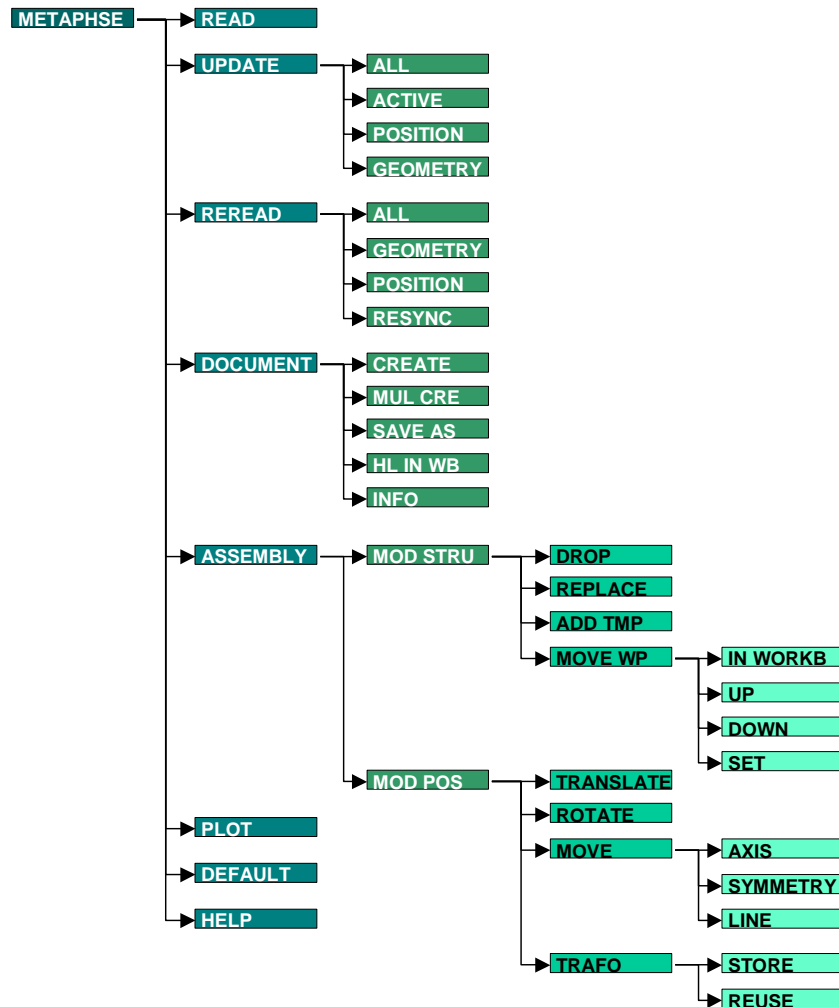 METAPHSE READ
UPDATE ALL
ACTIVE
POSITION
GEOMETRY
REREAD ALL
GEOMETRY
POSITION
RESYNC
DOCUMENT CREATE
MUL CRE
SAVE AS
HL IN WB
INFO
ASSEMBLY MOD STRU DROP
REPLACE
ADD TMP
MOVE WP IN WORKB
UP
DOWN
SET
MOD POS TRANSLATE
ROTATE
PLOT
MOVE AXIS
DEFAULT
SYMMETRY
HELP
LINE
TRAFO STORE
REUSE